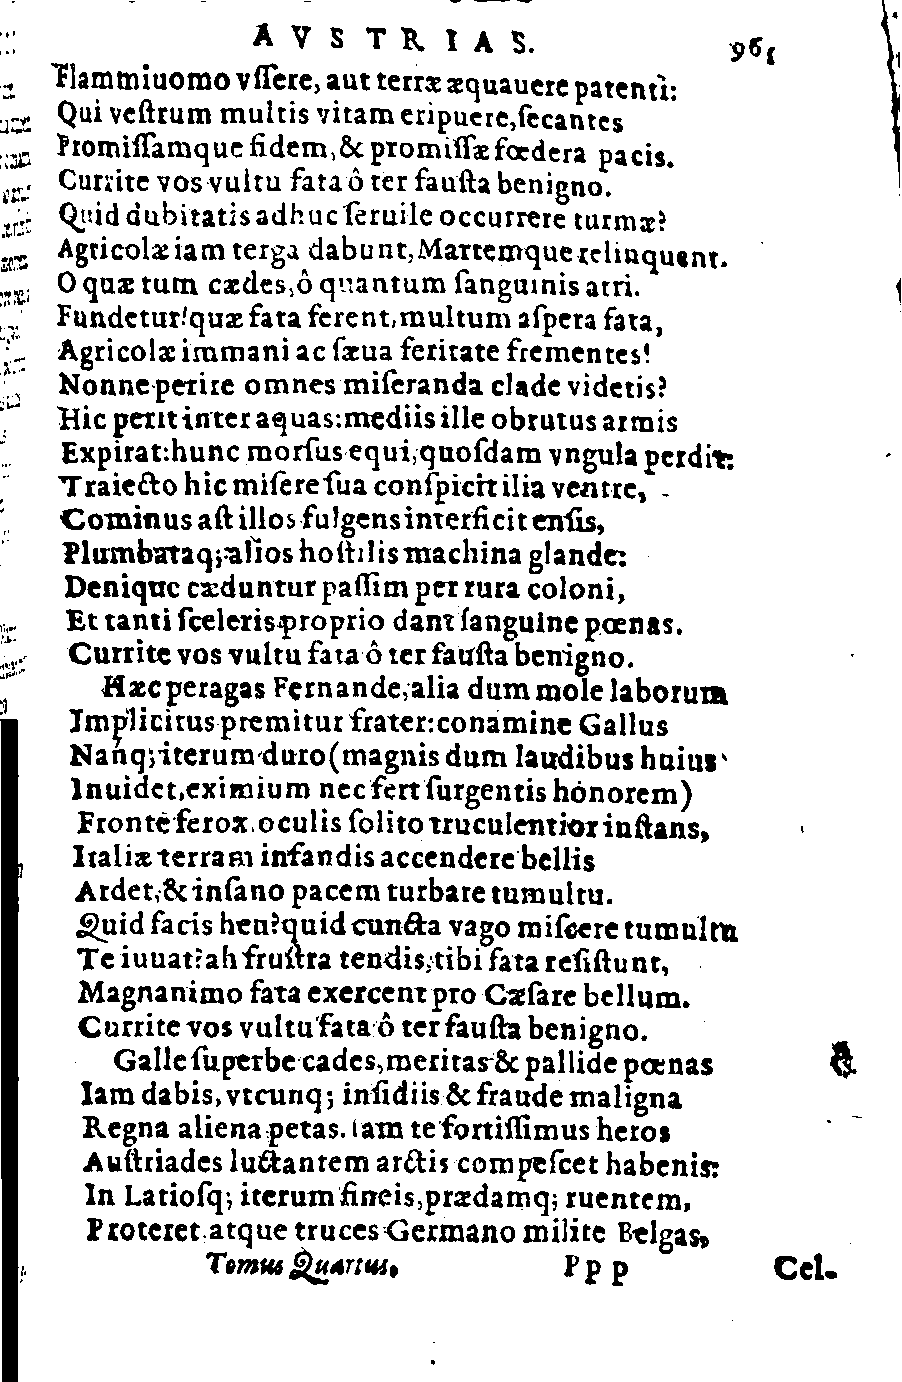 AVSTRIAS. 965
Flammiuomo vſſere, aut terræ æquauere patenti:
Qui veſtrum multis vitam eripuere, ſecantes
Promiſſamque fidem, & promiſſæ fœdera pacis.
Currite vos vultu fata ô ter fauſta benigno.
Quid dubitatis adhuc ſeruile occurrere turmæ?
Agricolæ iam terga dabunt, Martemque relinquent.
O quæ tum cædes, ô quantum ſanguinis atri.
Fundetur! quæ fata ferent, multum aſpera fata,
Agricolæ immani ac ſæua feritate frementes!
Nonne perire omnes miſeranda clade videtis?
Hic perit inter aquas: mediis ille obrutus armis
Expirat: hunc morſus equi, quoſdam vngula perdit:
Traiecto hic miſere ſua conſpicit ilia ventre,
Cominus aſt illos fulgens interficit enſis,
Plumbataq; alios hoſtilis machina glande:
Denique cæduntur paſſim per rura coloni,
Et tanti ſceleris proprio dant ſanguine pœnas.
Currite vos vultu fata ô ter fauſta benigno.
Hæc peragas Fernande, alia dum mole laborum
Implicitus premitur frater: conamine Gallus
Nanq; iterum duro (magnis dum laudibus huius
Inuidet, eximium nec fert ſurgentis honorem)
Fronte ferox. oculis ſolito truculentior inſtans,
Italiæ terram infandis accendere bellis
Ardet, & inſano pacem turbare tumultu.
Quid facis hen? quid cuncta vago miſcere tumultu
Te iuuat? ah fruſtra tendis, tibi fata reſiſtunt,
Magnanimo fata exercent pro Cæſare bellum.
Currite vos vultu fata ô ter fauſta benigno.
Galle ſuperbe cades, meritas & pallide pœnas
Iam dabis, vtcunq; inſidiis & fraude maligna
Regna aliena petas. iam te fortiſſimus heros
Auſtriades luctantem arctis compeſcet habenis:
In Latioſq; iterum fineis, prædamq; ruentem,
Proteret atque truces Germano milite Belgas,
Tomus Quartus. Ppp Cel-